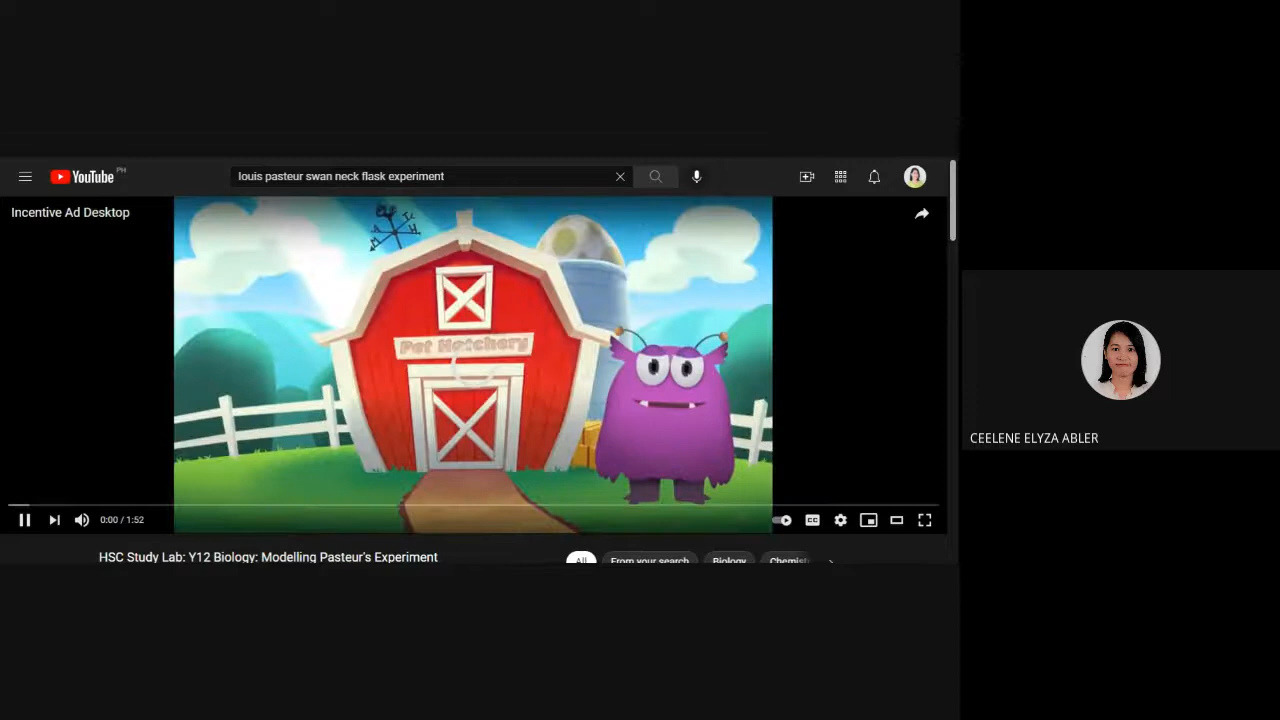 YouTube PH
louis pasteur swan neck flask experiment
Incentive Ad Desktop
Pet Hatchery
CEELENE ELYZA ABLER
0:00 / 1:52
CC
HSC Study Lab: Y12 Biology: Modelling Pasteur's Experiment
All
From your search
Biology